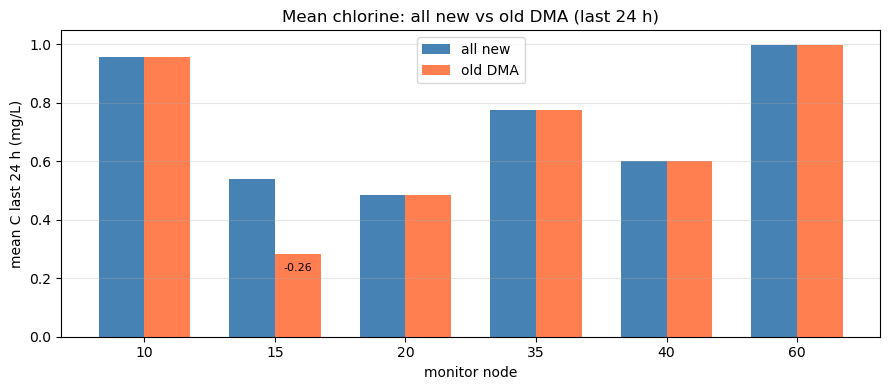 Mean chlorine: all new vs old DMA (last 24 h)
all new
old DMA
mean C last 24 h (mg/L)
1.0
0.8
0.6
0.4
0.2
0.0
-0.26
10 15 20 35 40 60
monitor node